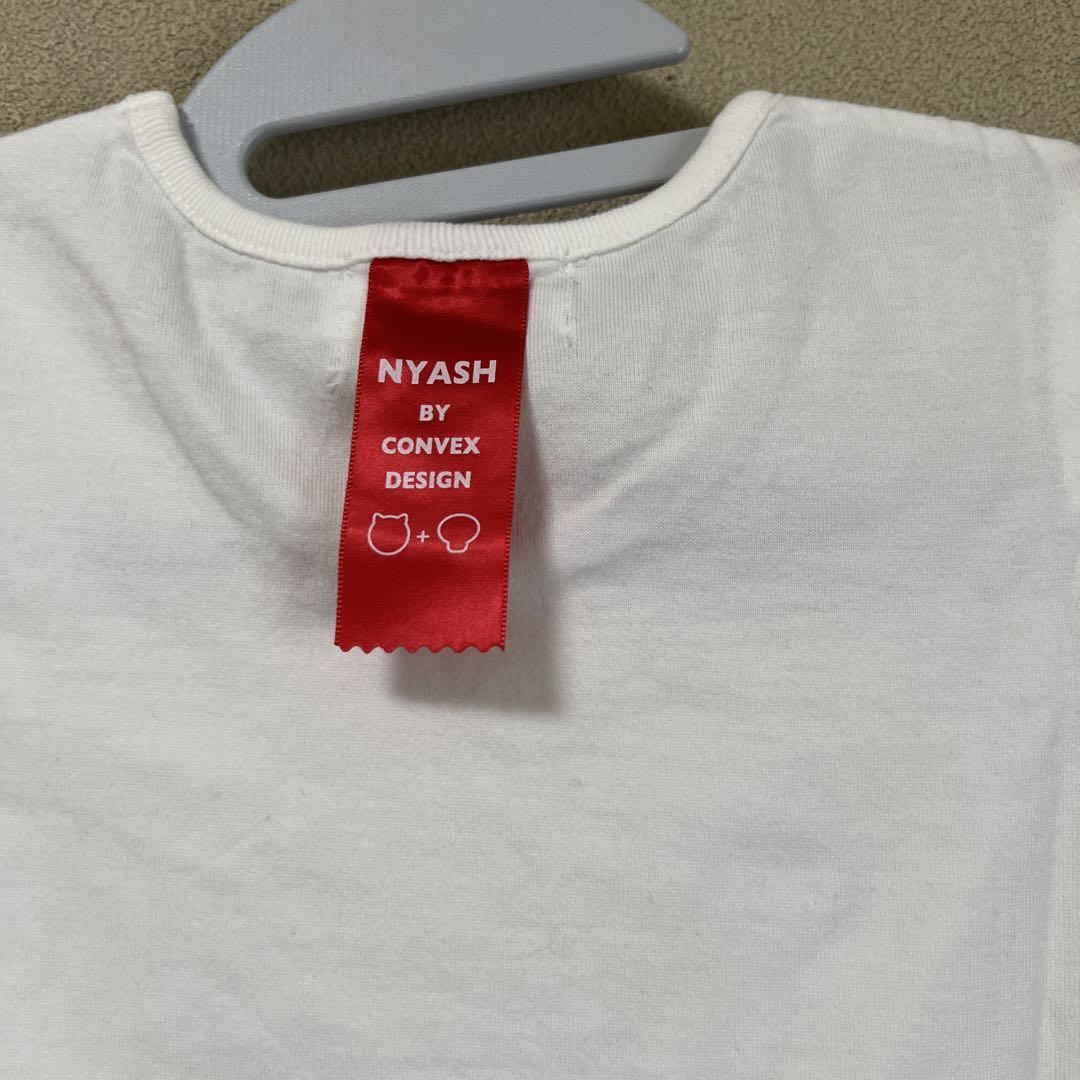 NYASH
BY
CONVEX
DESIGN
+